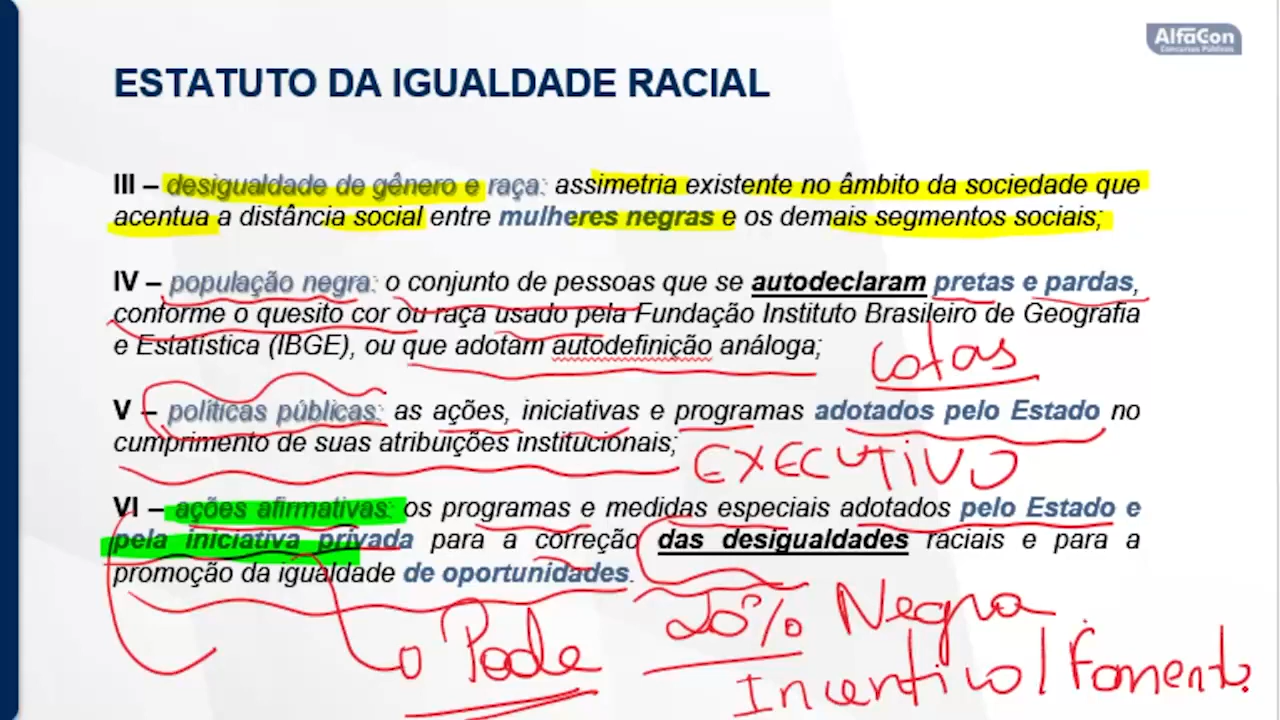 AlfaCon
Concursos Públicos
ESTATUTO DA IGUALDADE RACIAL
III – desigualdade de gênero e raça: assimetria existente no âmbito da sociedade que
acentua a distância social entre mulheres negras e os demais segmentos sociais;
IV – população negra: o conjunto de pessoas que se autodeclaram pretas e pardas,
conforme o quesito cor ou raça usado pela Fundação Instituto Brasileiro de Geografia
e Estatística (IBGE), ou que adotam autodefinição análoga;
cotas
V – políticas públicas: as ações, iniciativas e programas adotados pelo Estado no
cumprimento de suas atribuições institucionais;
EXECUTIVO
VI – ações afirmativas: os programas e medidas especiais adotados pelo Estado e
pela iniciativa privada para a correção das desigualdades raciais e para a
promoção da igualdade de oportunidades.
Pode
20% Negra
Incentivo/Fomento